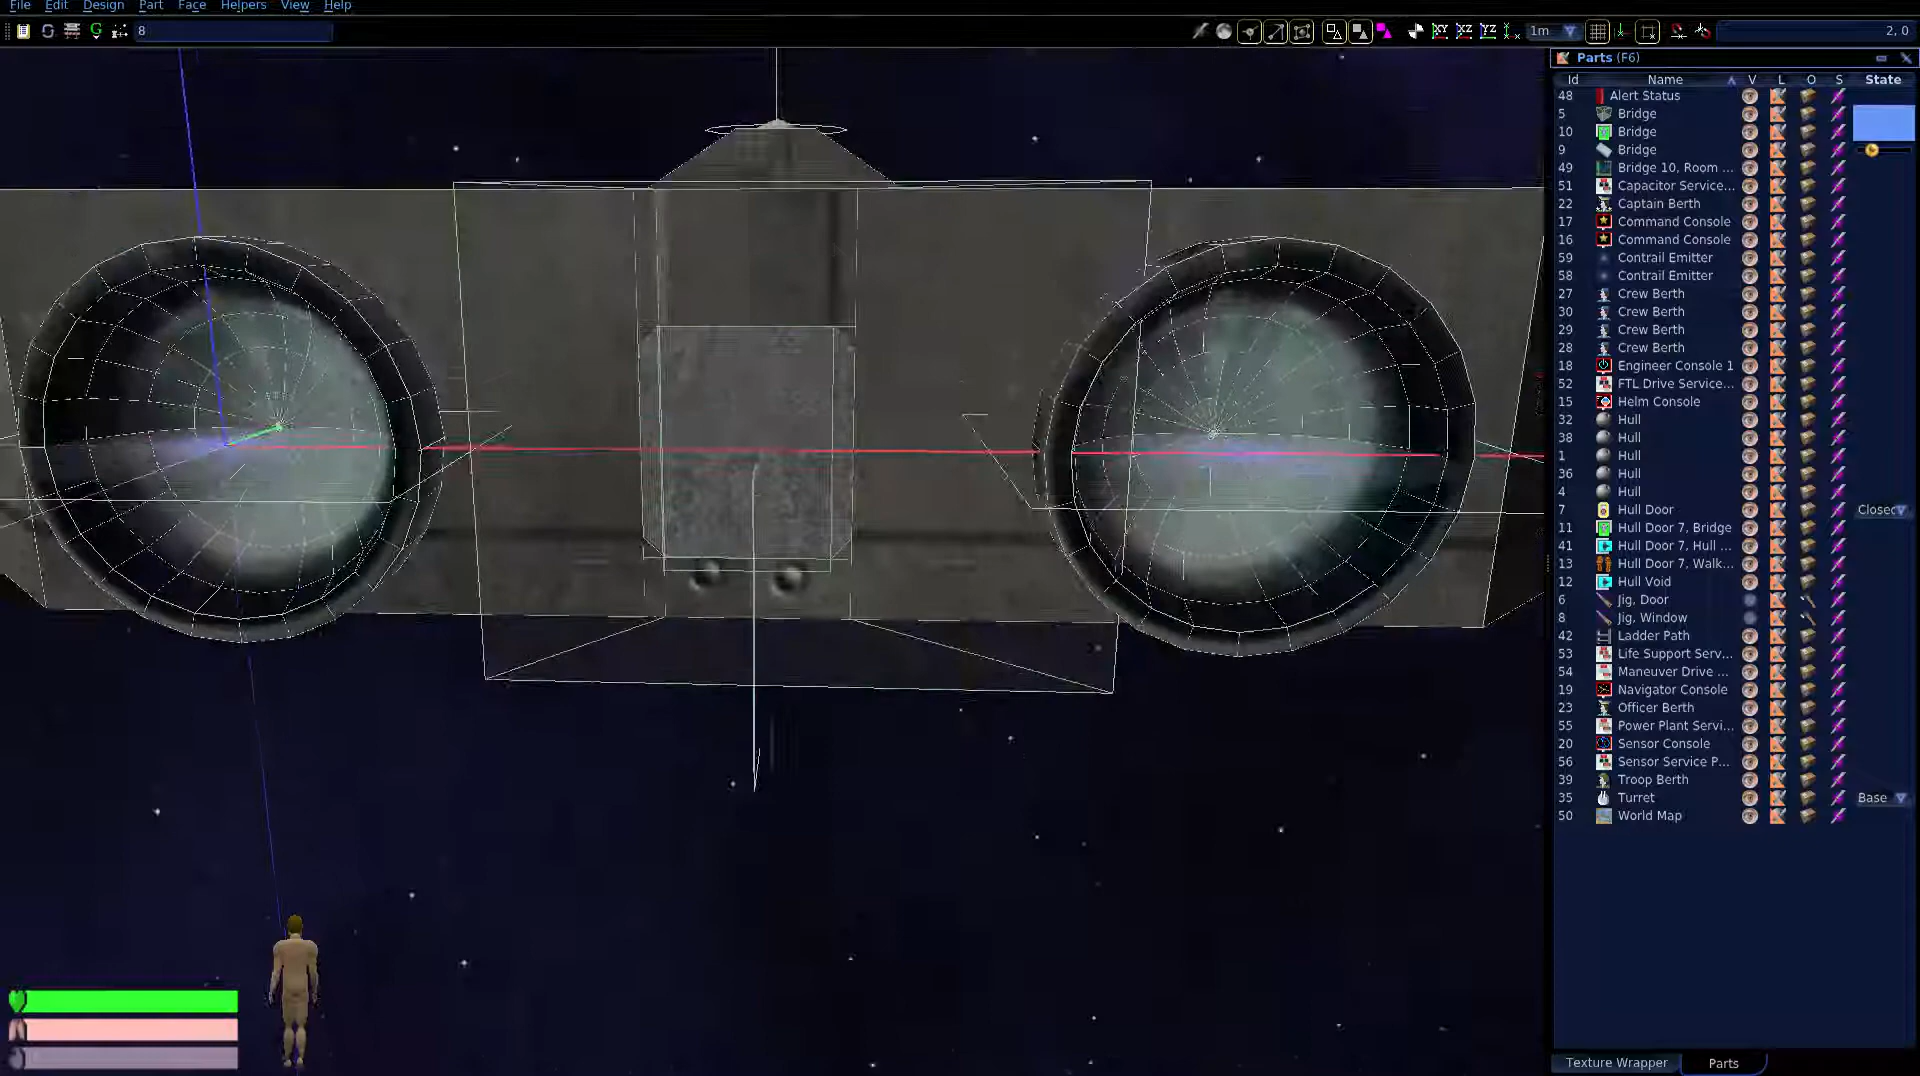 File Edit Design Part Face Helpers View Help
8
XY XZ YZ 1m 2, 0
Parts (F6)
Id Name V L O S State
48 Alert Status
5 Bridge
10 Bridge
9 Bridge
49 Bridge 10, Room ...
51 Capacitor Service...
22 Captain Berth
17 Command Console
16 Command Console
59 Contrail Emitter
58 Contrail Emitter
27 Crew Berth
30 Crew Berth
29 Crew Berth
28 Crew Berth
18 Engineer Console 1
52 FTL Drive Service...
15 Helm Console
32 Hull
38 Hull
1 Hull
36 Hull
4 Hull
7 Hull Door Closed
11 Hull Door 7, Bridge
41 Hull Door 7, Hull ...
13 Hull Door 7, Walk...
12 Hull Void
6 Jig, Door
8 Jig, Window
42 Ladder Path
53 Life Support Serv...
54 Maneuver Drive ...
19 Navigator Console
23 Officer Berth
55 Power Plant Servi...
20 Sensor Console
56 Sensor Service P...
39 Troop Berth
35 Turret Base
50 World Map
Texture Wrapper Parts